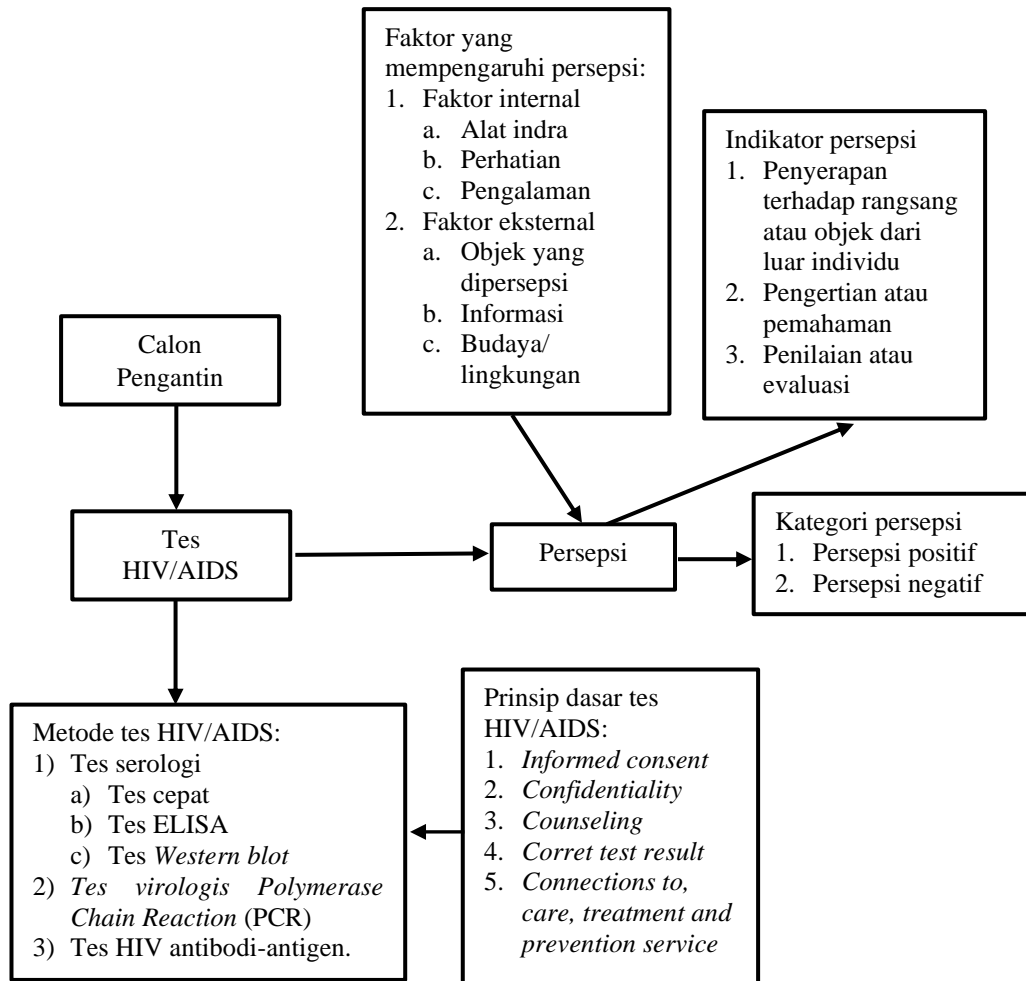 Faktor yang
mempengaruhi persepsi:
1. Faktor internal
a. Alat indra
b. Perhatian
c. Pengalaman
2. Faktor eksternal
a. Objek yang
dipersepsi
b. Informasi
c. Budaya/
lingkungan
Indikator persepsi
1. Penyerapan
terhadap rangsang
atau objek dari
luar individu
2. Pengertian atau
pemahaman
3. Penilaian atau
evaluasi
Calon
Pengantin
Tes
HIV/AIDS
Persepsi
Kategori persepsi
1. Persepsi positif
2. Persepsi negatif
Metode tes HIV/AIDS:
1) Tes serologi
a) Tes cepat
b) Tes ELISA
c) Tes Western blot
2) Tes virologis Polymerase
Chain Reaction (PCR)
3) Tes HIV antibodi-antigen.
Prinsip dasar tes
HIV/AIDS:
1. Informed consent
2. Confidentiality
3. Counseling
4. Corret test result
5. Connections to,
care, treatment and
prevention service